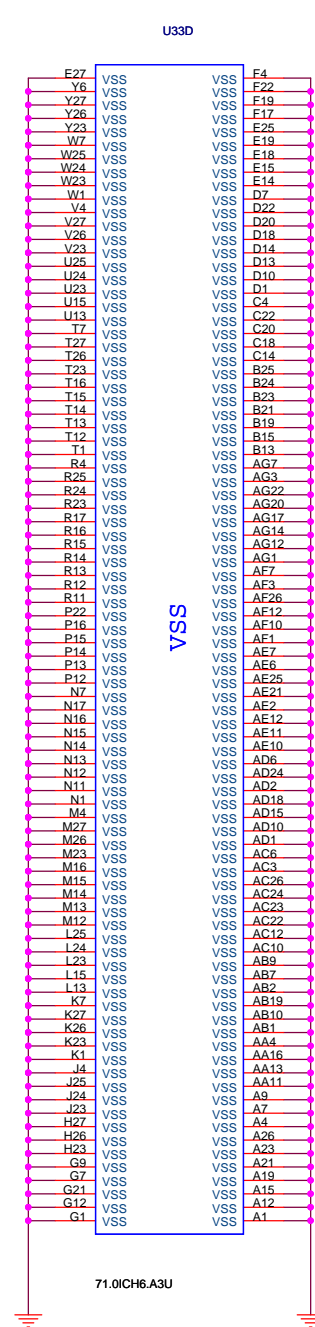 U33D
E27 VSS VSS F4
Y6 VSS VSS F22
Y27 VSS VSS F19
Y26 VSS VSS F17
Y23 VSS VSS E25
W7 VSS VSS E19
W25 VSS VSS E18
W24 VSS VSS E15
W23 VSS VSS E14
W1 VSS VSS D7
V4 VSS VSS D22
V27 VSS VSS D20
V26 VSS VSS D18
V23 VSS VSS D14
U25 VSS VSS D13
U24 VSS VSS D10
U23 VSS VSS D1
U15 VSS VSS C4
U13 VSS VSS C22
T7 VSS VSS C20
T27 VSS VSS C18
T26 VSS VSS C14
T23 VSS VSS B25
T16 VSS VSS B24
T15 VSS VSS B23
T14 VSS VSS B21
T13 VSS VSS B19
T12 VSS VSS B15
T1 VSS VSS B13
R4 VSS VSS AG7
R25 VSS VSS AG3
R24 VSS VSS AG22
R23 VSS VSS AG20
R17 VSS VSS AG17
R16 VSS VSS AG14
R15 VSS VSS AG12
R14 VSS VSS AG1
R13 VSS VSS AF7
R12 VSS VSS AF3
R11 VSS VSS AF26
P22 VSS VSS AF12
P16 VSS VSS AF10
P15 VSS VSS AF1
P14 VSS VSS AE7
P13 VSS VSS AE6
P12 VSS VSS AE25
N7 VSS VSS AE21
N17 VSS VSS AE2
N16 VSS VSS AE12
N15 VSS VSS AE11
N14 VSS VSS AE10
N13 VSS VSS AD6
N12 VSS VSS AD24
N11 VSS VSS AD2
N1 VSS VSS AD18
M4 VSS VSS AD15
M27 VSS VSS AD10
M26 VSS VSS AD1
M23 VSS VSS AC6
M16 VSS VSS AC3
M15 VSS VSS AC26
M14 VSS VSS AC24
M13 VSS VSS AC23
M12 VSS VSS AC22
L25 VSS VSS AC12
L24 VSS VSS AC10
L23 VSS VSS AB9
L15 VSS VSS AB7
L13 VSS VSS AB2
K7 VSS VSS AB19
K27 VSS VSS AB10
K26 VSS VSS AB1
K23 VSS VSS AA4
K1 VSS VSS AA16
J4 VSS VSS AA13
J25 VSS VSS AA11
J24 VSS VSS A9
J23 VSS VSS A7
H27 VSS VSS A4
H26 VSS VSS A26
H23 VSS VSS A23
G9 VSS VSS A21
G7 VSS VSS A19
G21 VSS VSS A15
G12 VSS VSS A12
G1 VSS VSS A1
VSS
71.0ICH6.A3U